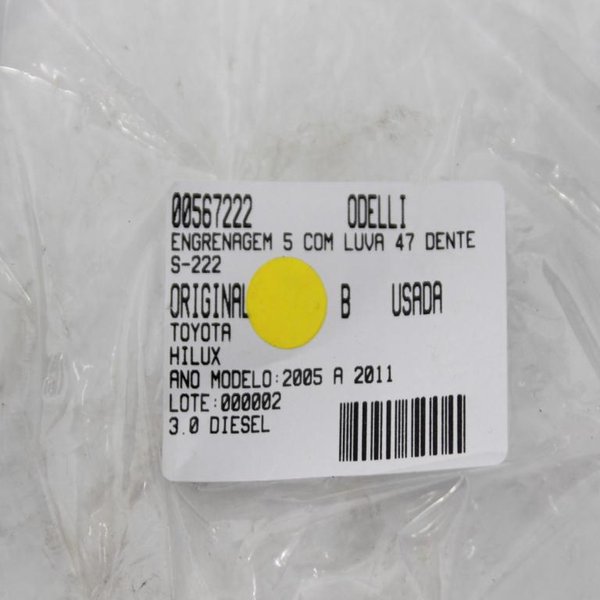 00567222 ODELLI
ENGRENAGEM 5 COM LUVA 47 DENTE
S-222
ORIGINAL B USADA
TOYOTA
HILUX
ANO MODELO:2005 A 2011
LOTE:000002
3.0 DIESEL